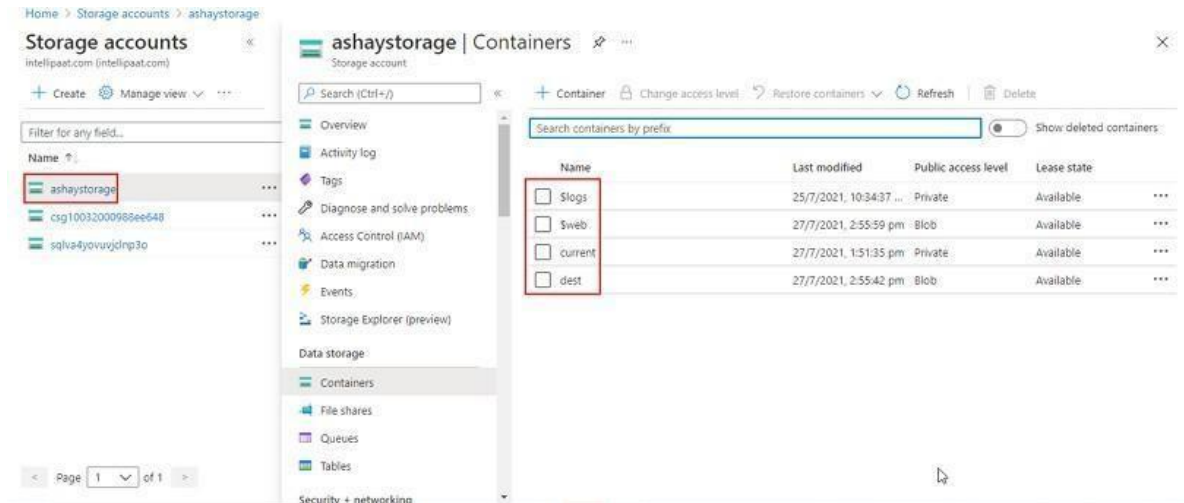 Home > Storage accounts > ashaystorage
Storage accounts
intellipaat.com (intellipaat.com)
Create Manage view
Filter for any field...
Name
ashaystorage
csg10032000988ee648
Page 1 of 1
ashaystorage | Containers
Storage account
Search (Ctrl+/)
Overview
Activity log
Tags
Diagnose and solve problems
Access Control (IAM)
Data migration
Events
Storage Explorer (preview)
Data storage
Containers
File shares
Queues
Tables
Security + networking
Container Change access level Restore containers Refresh Delete
Search containers by prefix Show deleted containers
Name Last modified Public access level Lease state
$logs 25/7/2021, 10:34:37 ... Private Available
$web 27/7/2021, 2:55:59 pm Blob Available
current 27/7/2021, 1:51:35 pm Private Available
dest 27/7/2021, 2:55:42 pm Blob Available